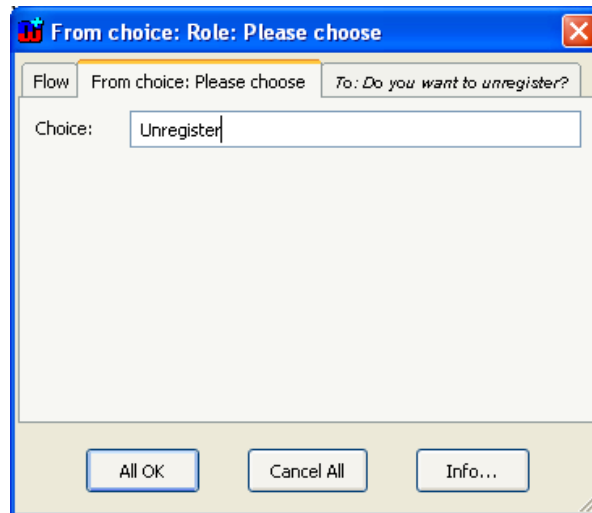 From choice: Role: Please choose
Flow From choice: Please choose To: Do you want to unregister?
Choice: Unregister
All OK Cancel All Info...